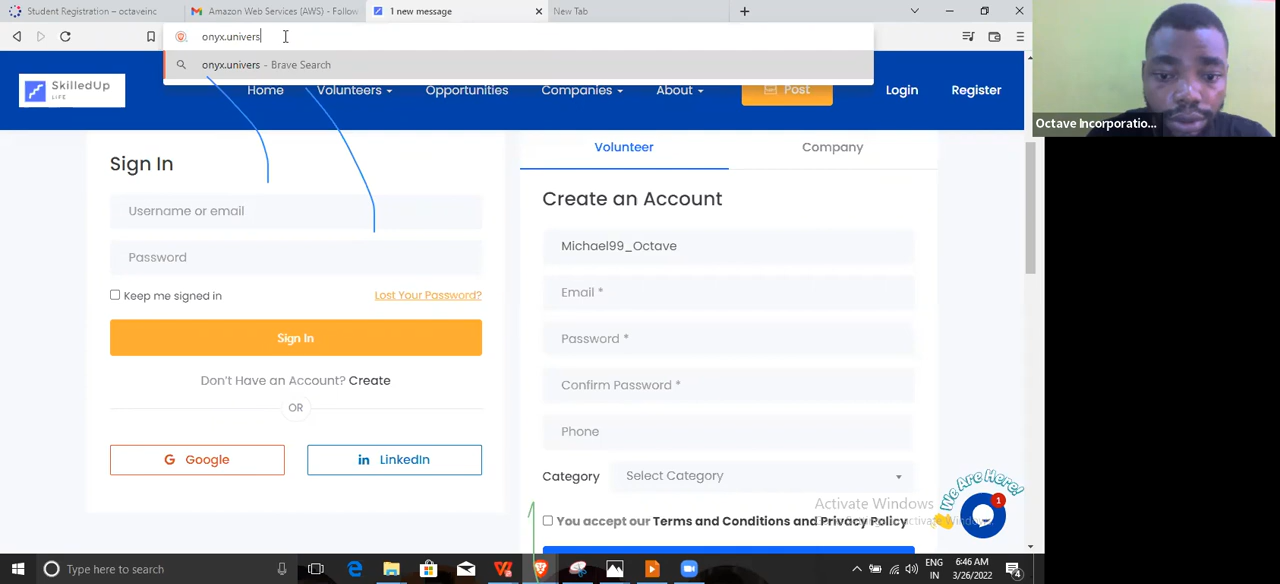 Student Registration – octaveinc
Amazon Web Services (AWS) - Follow
1 new message
New Tab
onyx.univers
onyx.univers - Brave Search
SkilledUp
LIFE
Home
Volunteers
Opportunities
Companies
About
Post
Login
Register
Octave Incorporatio...
Sign In
Username or email
Password
Keep me signed in
Lost Your Password?
Sign In
Don't Have an Account? Create
OR
Google
LinkedIn
Volunteer
Company
Create an Account
Michael99_Octave
Email *
Password *
Confirm Password *
Phone
Category
Select Category
You accept our Terms and Conditions and Privacy Policy
Activate Windows
We Are Here!
1
Type here to search
ENG
IN
6:46 AM
3/26/2022
4